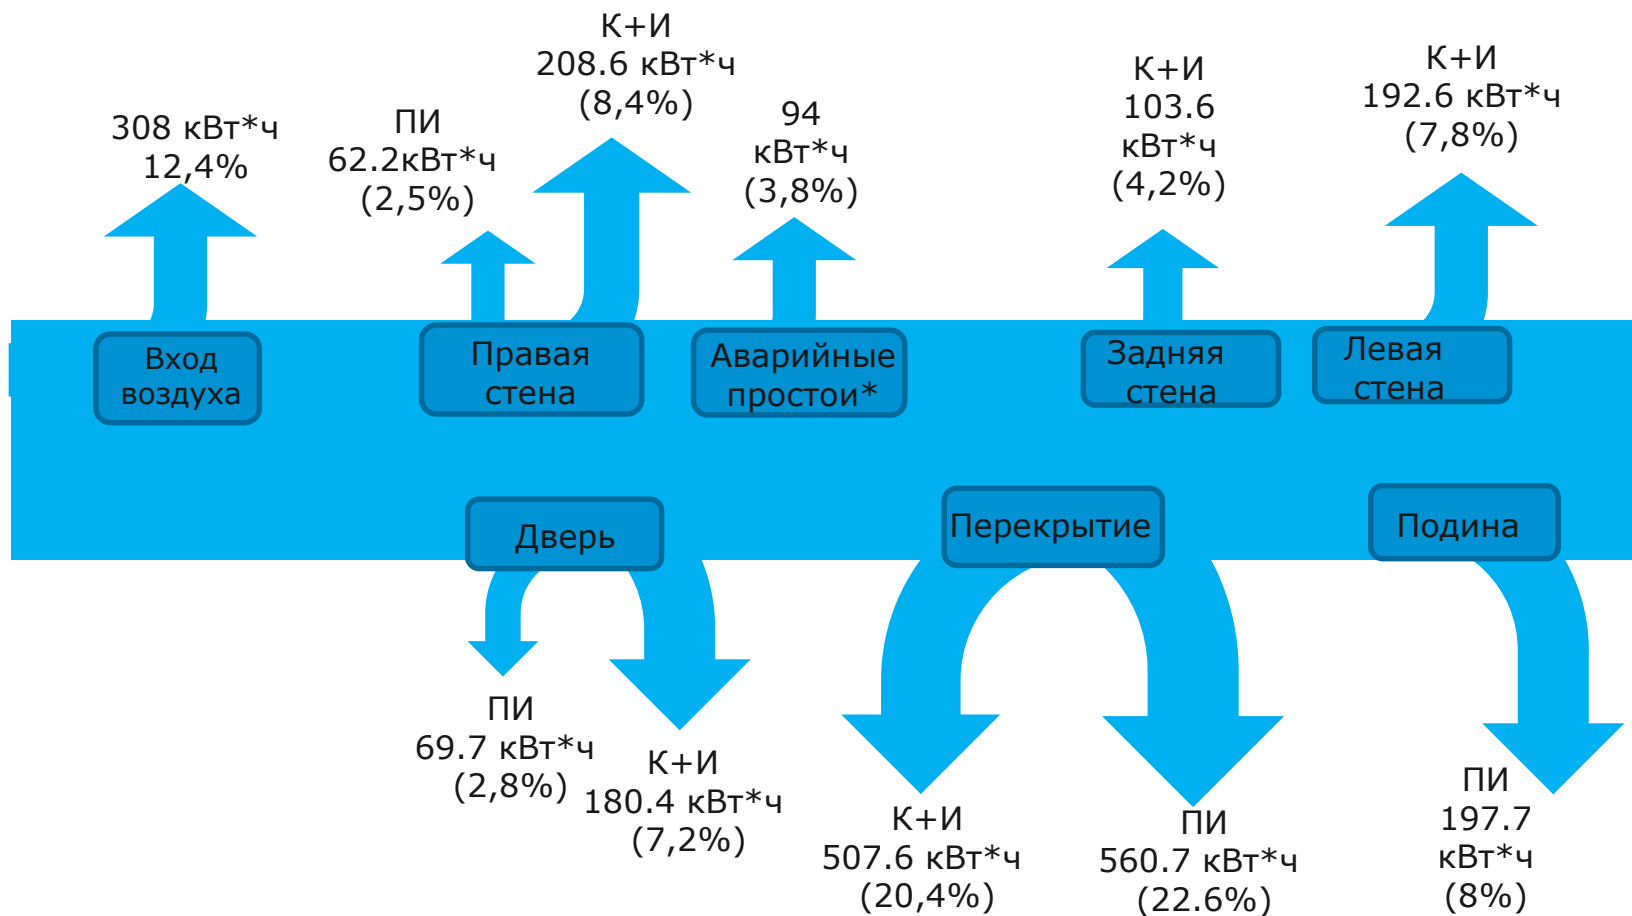 308 кВт*ч
12,4%
ПИ
62.2кВт*ч
(2,5%)
К+И
208.6 кВт*ч
(8,4%)
94
кВт*ч
(3,8%)
К+И
103.6
кВт*ч
(4,2%)
К+И
192.6 кВт*ч
(7,8%)
Вход
воздуха
Правая
стена
Аварийные
простои*
Задняя
стена
Левая
стена
Дверь
Перекрытие
Подина
ПИ
69.7 кВт*ч
(2,8%)
К+И
180.4 кВт*ч
(7,2%)
К+И
507.6 кВт*ч
(20,4%)
ПИ
560.7 кВт*ч
(22.6%)
ПИ
197.7
кВт*ч
(8%)